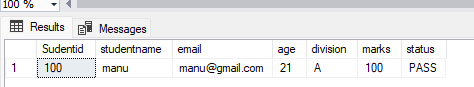 100 %
Results Messages
Sudentid studentname email age division marks status
1 100 manu manu@gmail.com 21 A 100 PASS